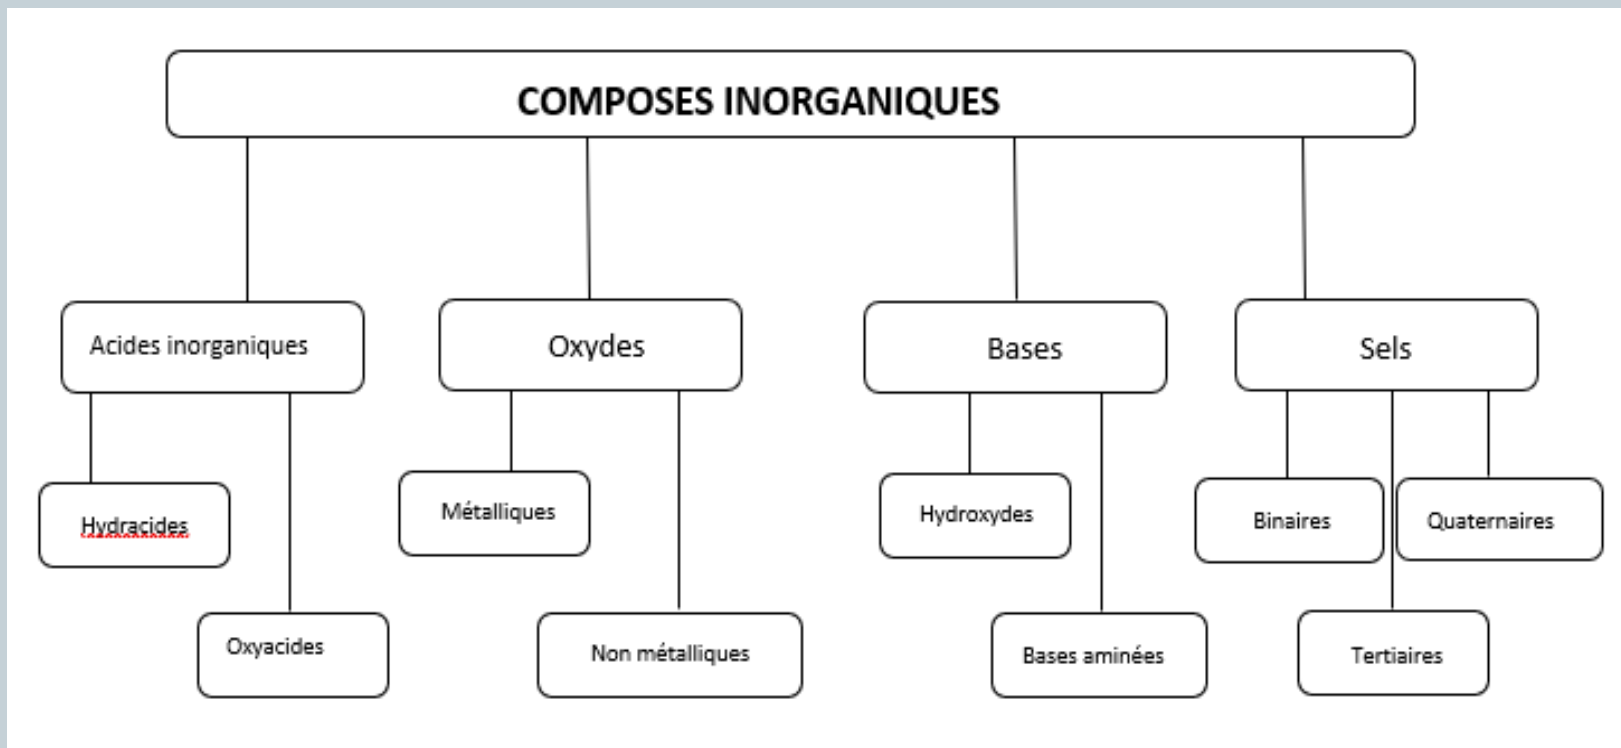 COMPOSES INORGANIQUES
Acides inorganiques
Oxydes
Bases
Sels
Hydracides
Métalliques
Hydroxydes
Binaires
Quaternaires
Oxyacides
Non métalliques
Bases aminées
Tertiaires